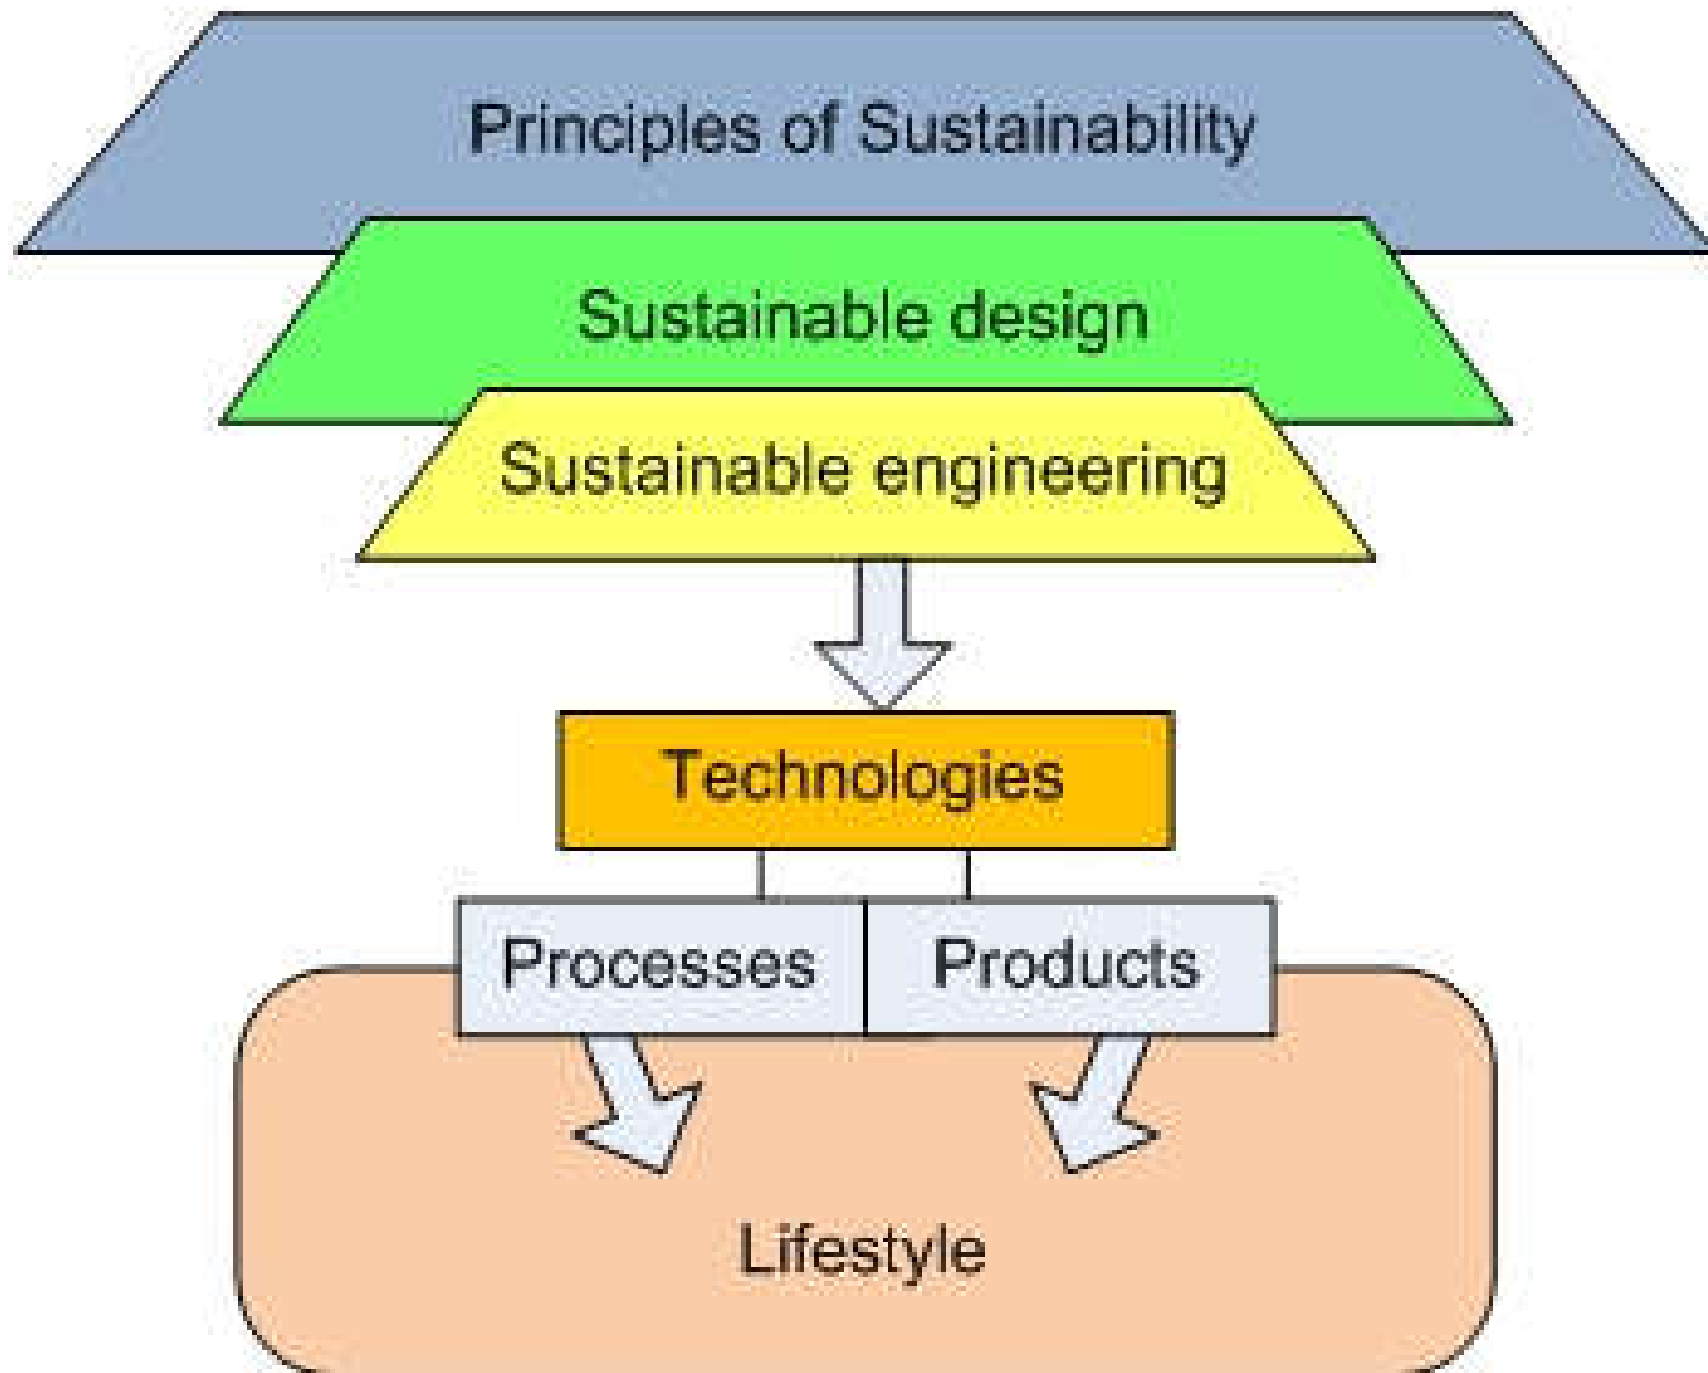 Principles of Sustainability
Sustainable design
Sustainable engineering
Technologies
Processes
Products
Lifestyle